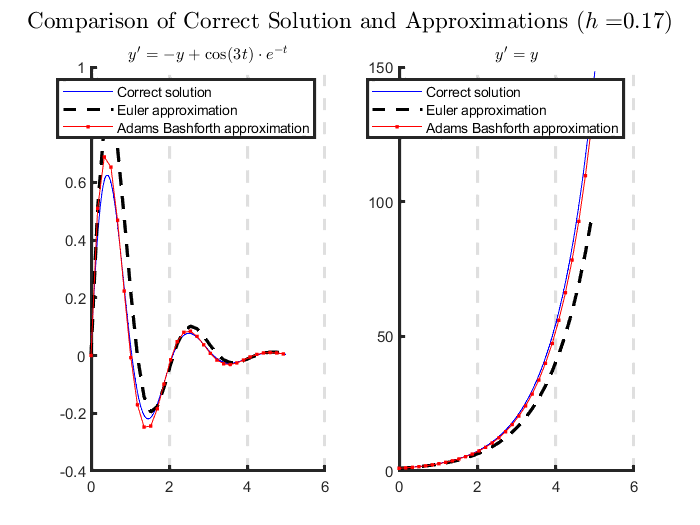 Comparison of Correct Solution and Approximations (h =0.17)
y′ = −y + cos(3t) · e^{−t}
1
0.6
0.4
0.2
0
-0.2
-0.4
0
2
4
6
Correct solution
Euler approximation
Adams Bashforth approximation
y′ = y
150
100
50
0
0
2
4
6
Correct solution
Euler approximation
Adams Bashforth approximation